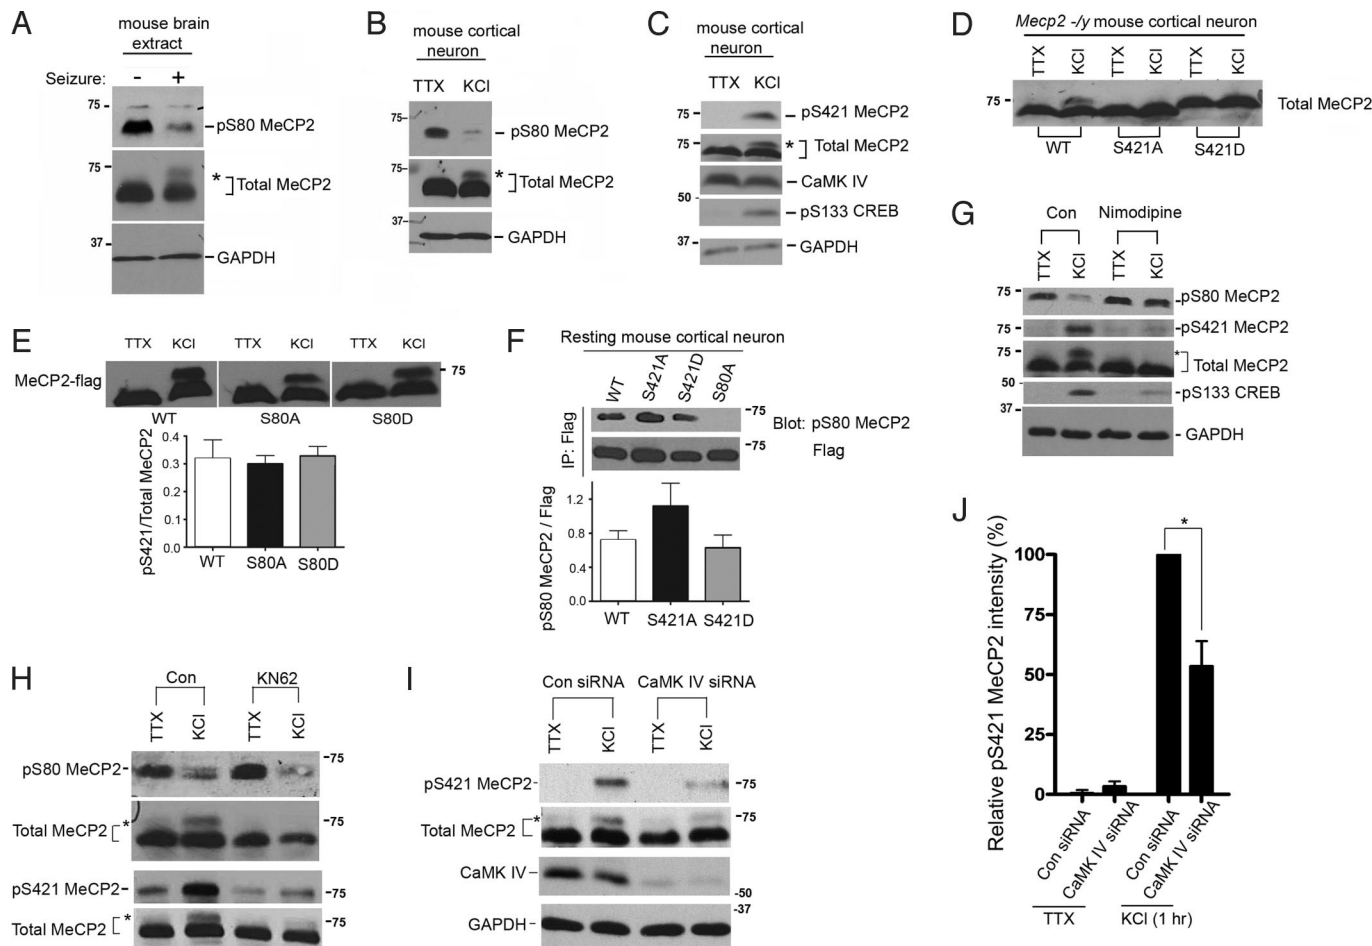 A
mouse brain
extract
Seizure: - +
75
pS80 MeCP2
75
*
Total MeCP2
37
GAPDH
B
mouse cortical
neuron
TTX KCl
75
pS80 MeCP2
75
*
Total MeCP2
37
GAPDH
C
mouse cortical
neuron
TTX KCl
75
pS421 MeCP2
75
* Total MeCP2
CaMK IV
50
pS133 CREB
37
GAPDH
D
Mecp2 -/y mouse cortical neuron
TTX KCl TTX KCl TTX KCl
75
Total MeCP2
WT S421A S421D
E
TTX KCl TTX KCl TTX KCl
MeCP2-flag
75
WT S80A S80D
pS421/Total MeCP2
0.4
0.3
0.2
0.1
0.0
WT S80A S80D
F
Resting mouse cortical neuron
WT S421A S421D S80A
IP: Flag
-75
Blot: pS80 MeCP2
-75
Flag
pS80 MeCP2 / Flag
1.2
0.8
0.4
0.0
WT S421A S421D
G
Con Nimodipine
TTX KCl TTX KCl
75
pS80 MeCP2
pS421 MeCP2
75
*
Total MeCP2
50
pS133 CREB
37
GAPDH
H
Con KN62
TTX KCl TTX KCl
-75
pS80 MeCP2-
-75
*
Total MeCP2
pS421 MeCP2-
-75
*
Total MeCP2
-75
I
Con siRNA CaMK IV siRNA
TTX KCl TTX KCl
pS421 MeCP2-
-75
*
Total MeCP2
-75
CaMK IV-
-50
-37
GAPDH-
J
Relative pS421 MeCP2 intensity (%)
*
100
75
50
25
0
Con siRNA
CaMK IV siRNA
Con siRNA
CaMK IV siRNA
TTX KCl (1 hr)